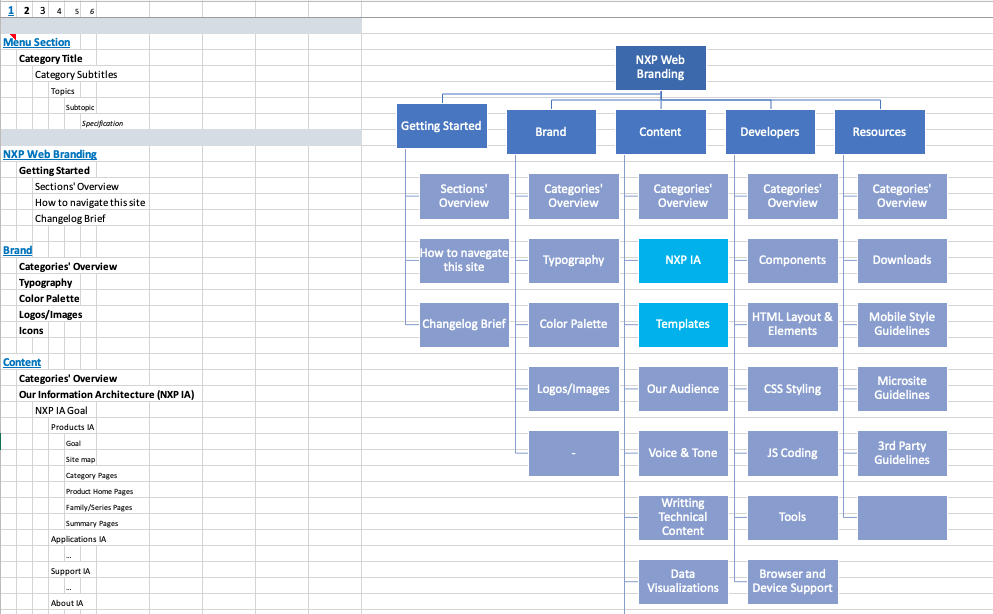 1 2 3 4 5 6
Menu Section
Category Title
Category Subtitles
Topics
Subtopic
Specification
NXP Web Branding
Getting Started
Sections' Overview
How to navigate this site
Changelog Brief
Brand
Categories' Overview
Typography
Color Palette
Logos/Images
Icons
Content
Categories' Overview
Our Information Architecture (NXP IA)
NXP IA Goal
Products IA
Goal
Site map
Category Pages
Product Home Pages
Family/Series Pages
Summary Pages
Applications IA
...
Support IA
...
About IA
NXP Web
Branding
Getting Started
Sections'
Overview
How to navegate
this site
Changelog Brief
Brand
Categories'
Overview
Typography
Color Palette
Logos/Images
-
Content
Categories'
Overview
NXP IA
Templates
Our Audience
Voice & Tone
Writting
Technical
Content
Data
Visualizations
Developers
Categories'
Overview
Components
HTML Layout &
Elements
CSS Styling
JS Coding
Tools
Browser and
Device Support
Resources
Categories'
Overview
Downloads
Mobile Style
Guidelines
Microsite
Guidelines
3rd Party
Guidelines